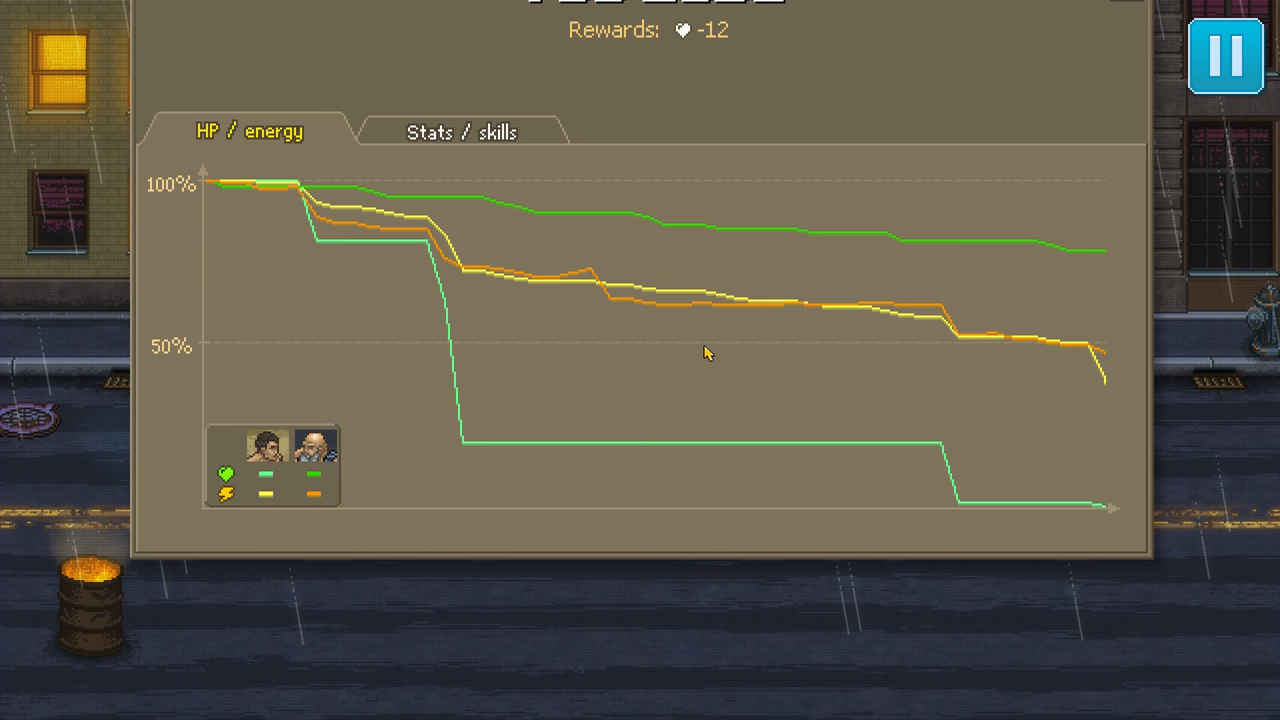 Rewards: -12
HP / energy
Stats / skills
100%
50%